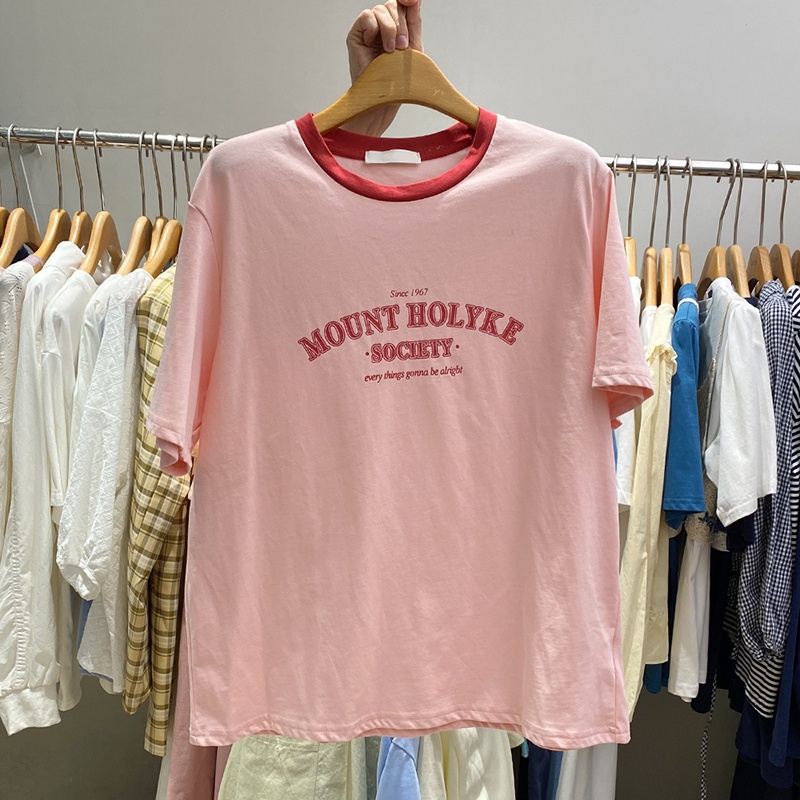 Since 1967
MOUNT HOLYKE
·SOCIETY·
every things gonna be alright